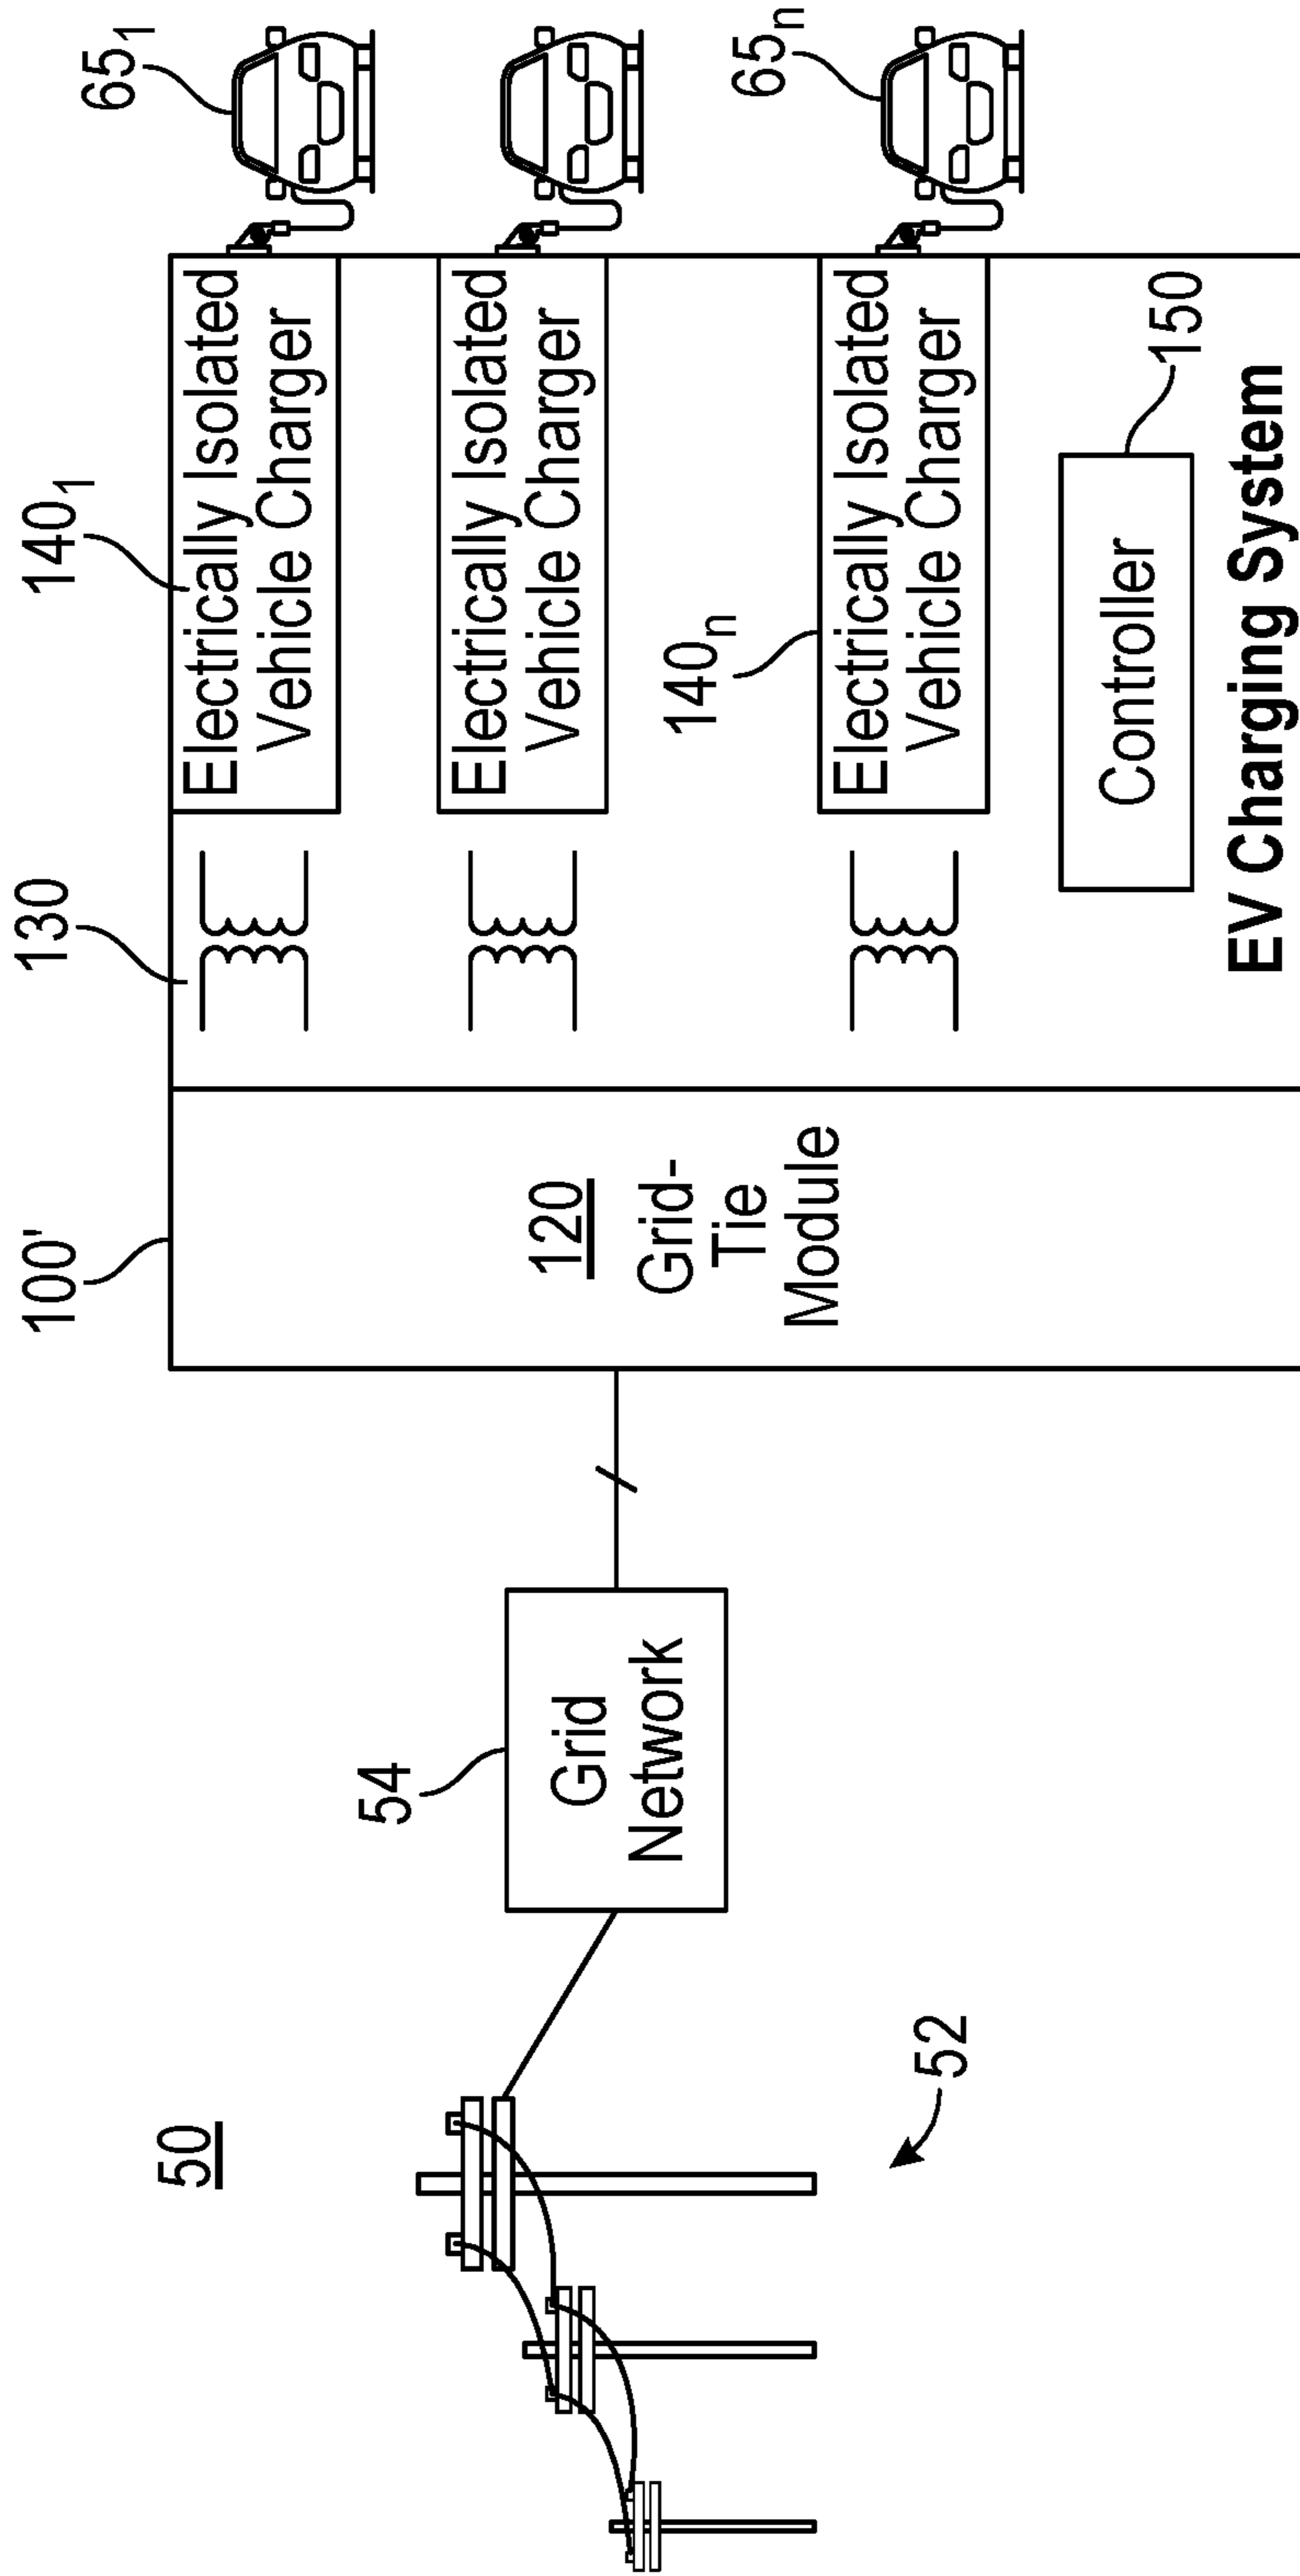 50
52
54
Grid
Network
100'
120
Grid-
Tie
Module
130
140₁
Electrically Isolated
Vehicle Charger
65₁
Electrically Isolated
Vehicle Charger
140ₙ
Electrically Isolated
Vehicle Charger
65ₙ
Controller
150
EV Charging System